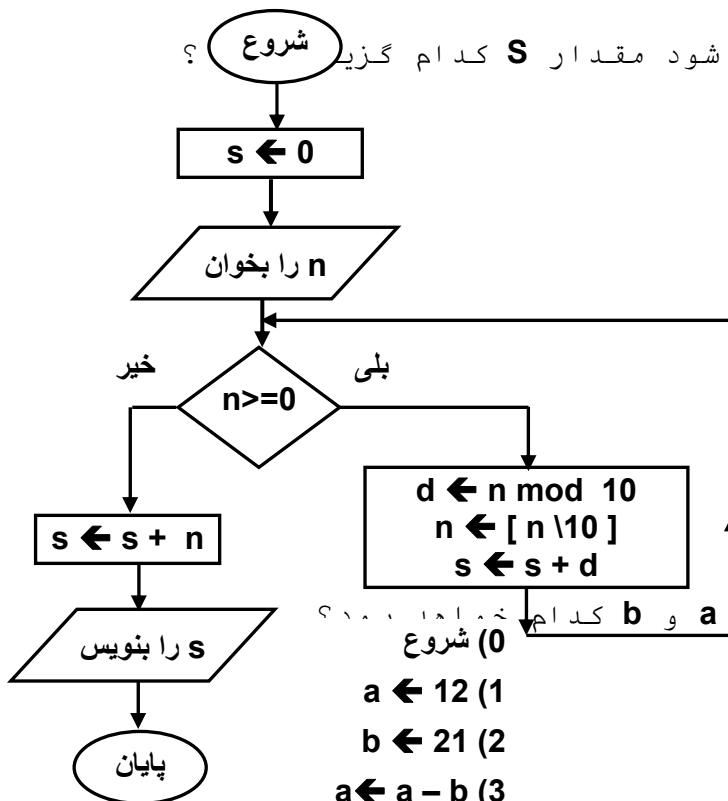 شود مقدار S کدام گزی ؟
شروع
s 🡸 0
n را بخوان
خیر
بلی
n>=0
d 🡸 n mod 10
n 🡸 [ n \10 ]
s 🡸 s + d
s 🡸 s + n
s را بنویس
پایان
a و b کدام
0) شروع
1) a 🡸 12
2) b 🡸 21
3) a🡸 a – b